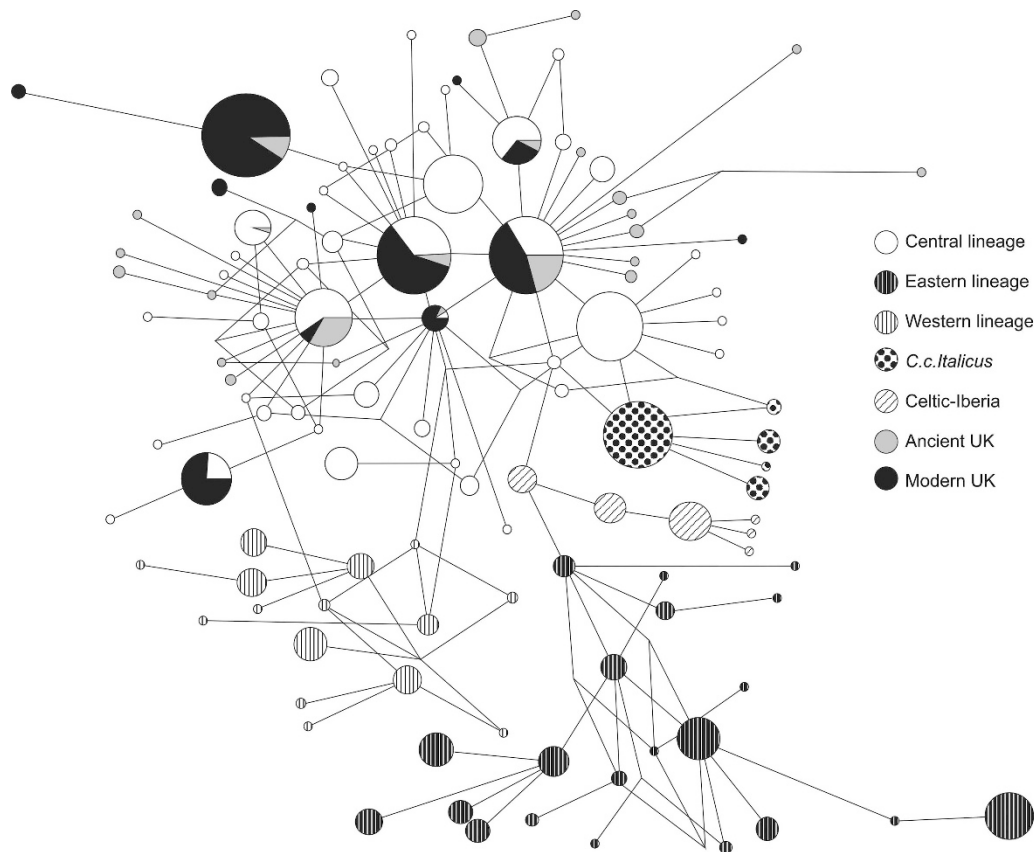 Central lineage
Eastern lineage
Western lineage
C.c.Italicus
Celtic-Iberia
Ancient UK
Modern UK